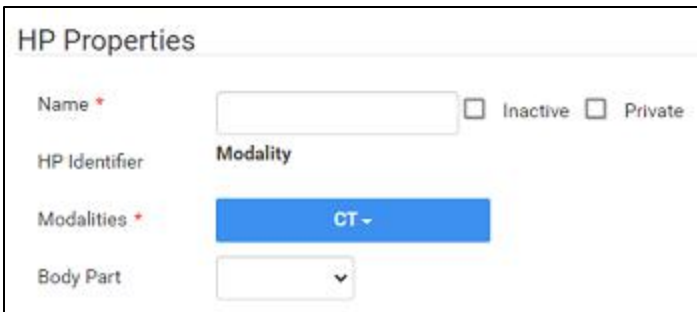 HP Properties
Name * Inactive Private
HP Identifier Modality
Modalities * CT
Body Part